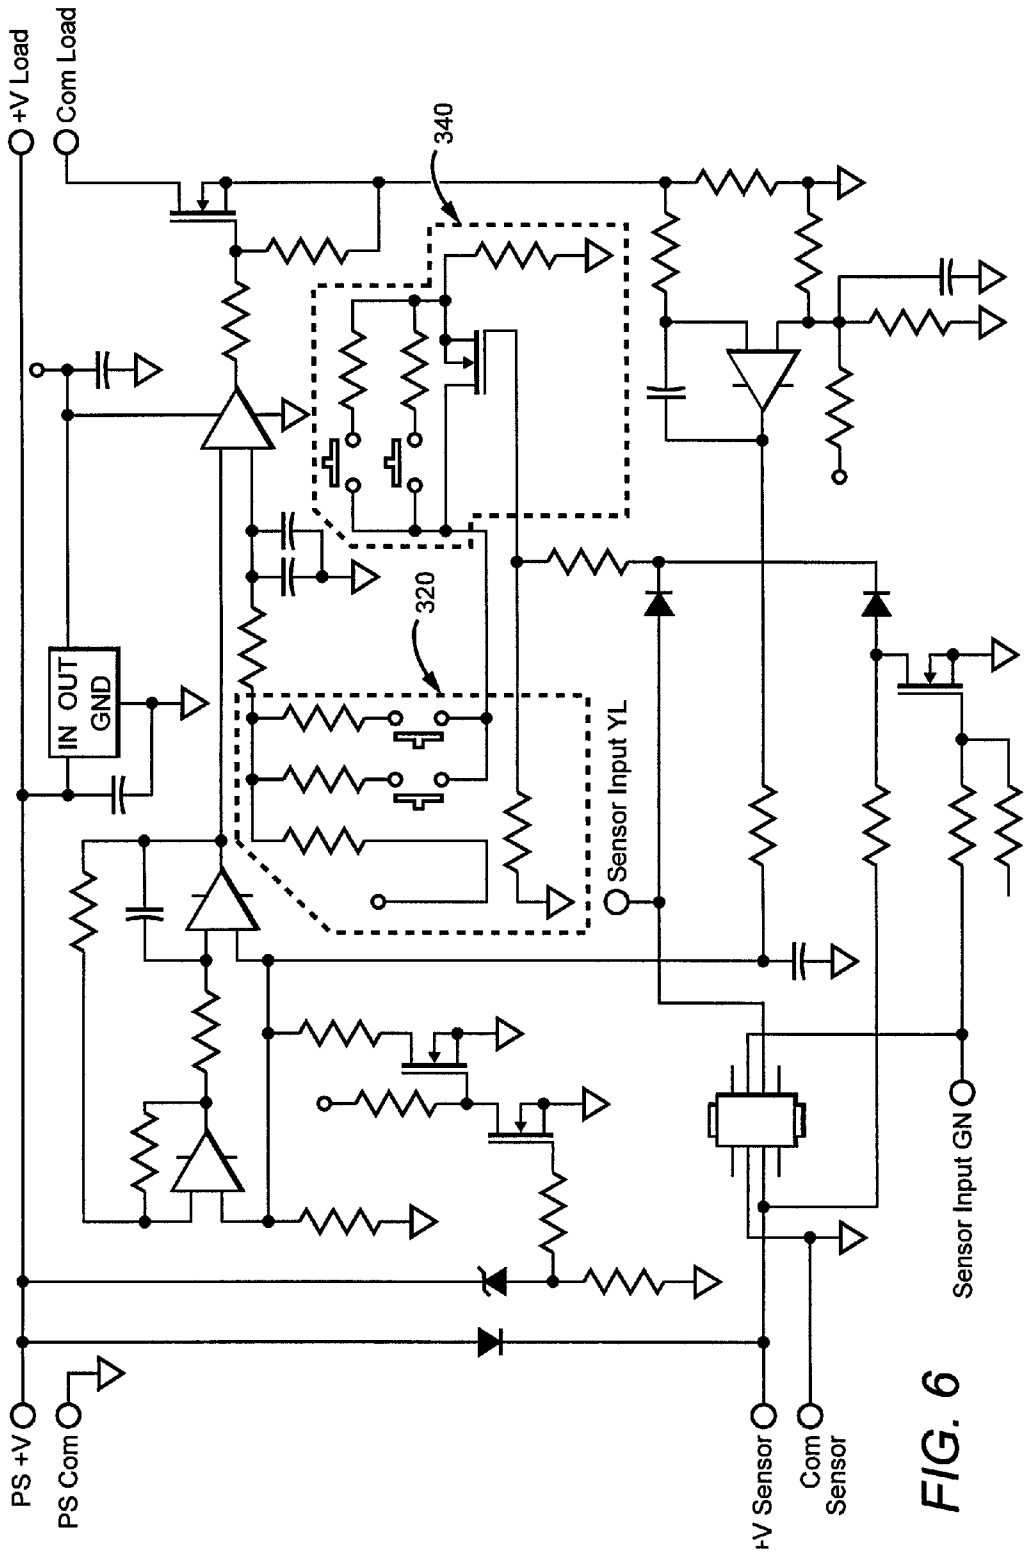 +V Load
Com Load
340
IN OUT
GND
320
Sensor Input YL
PS +V
PS Com
+V Sensor
Com
Sensor
Sensor Input GN
FIG. 6